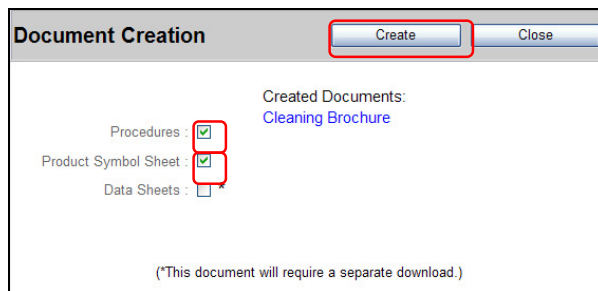 Document Creation
Create
Close
Created Documents:
Cleaning Brochure
Procedures :
Product Symbol Sheet :
Data Sheets : *
(*This document will require a separate download.)